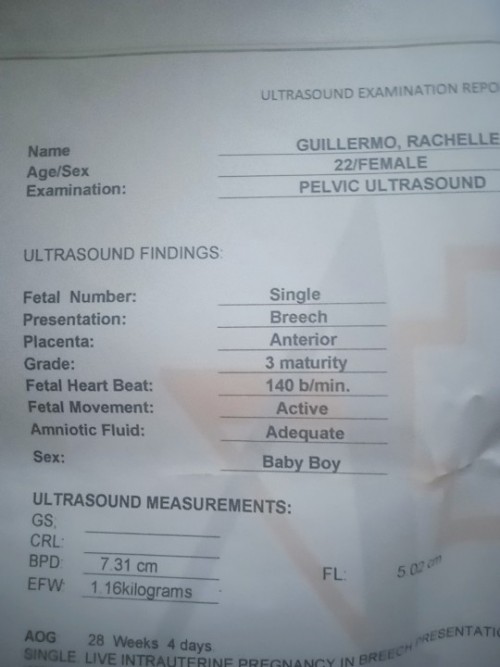 ULTRASOUND EXAMINATION REPO
Name GUILLERMO, RACHELLE
Age/Sex 22/FEMALE
Examination: PELVIC ULTRASOUND
ULTRASOUND FINDINGS:
Fetal Number: Single
Presentation: Breech
Placenta: Anterior
Grade: 3 maturity
Fetal Heart Beat: 140 b/min.
Fetal Movement: Active
Amniotic Fluid: Adequate
Sex: Baby Boy
ULTRASOUND MEASUREMENTS:
GS;
CRL:
BPD: 7.31 cm FL: 5.02 cm
EFW: 1.16kilograms
AOG 28 Weeks 4 days.
SINGLE, LIVE INTRAUTERINE PREGNANCY IN BREECH PRESENTATIO